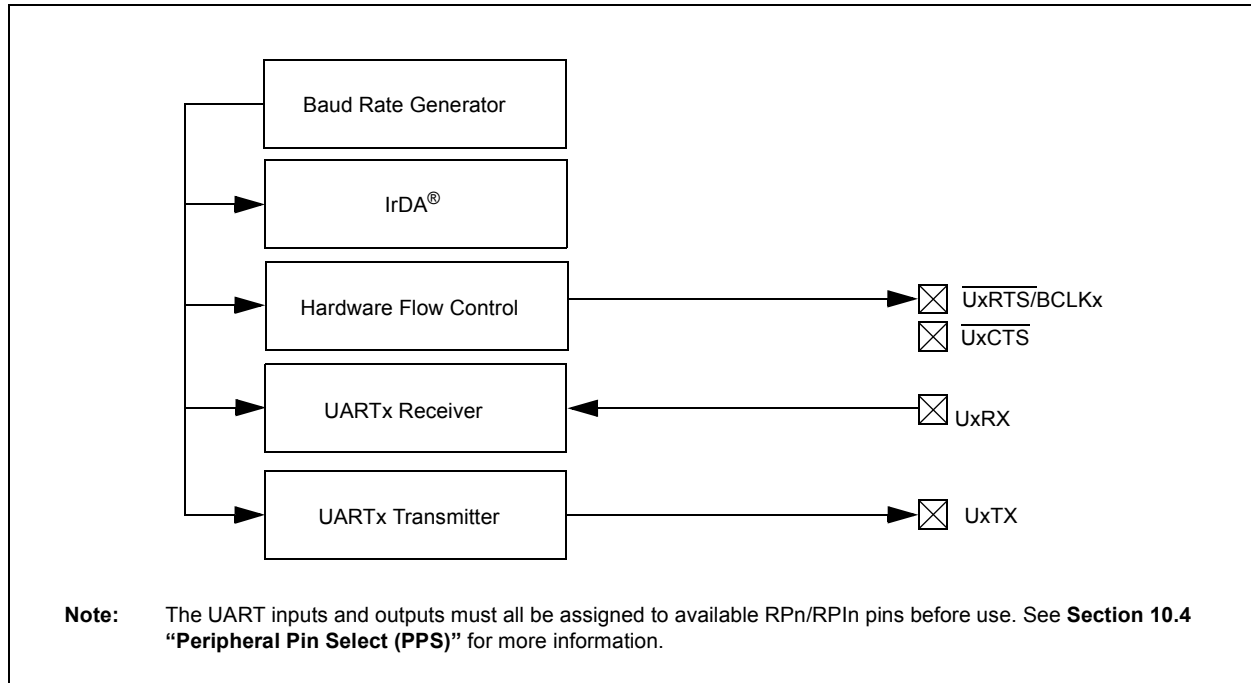 Baud Rate Generator
IrDA®
Hardware Flow Control
UxRTS/BCLKx
UxCTS
UARTx Receiver
UxRX
UARTx Transmitter
UxTX
Note: The UART inputs and outputs must all be assigned to available RPn/RPIn pins before use. See Section 10.4
“Peripheral Pin Select (PPS)” for more information.